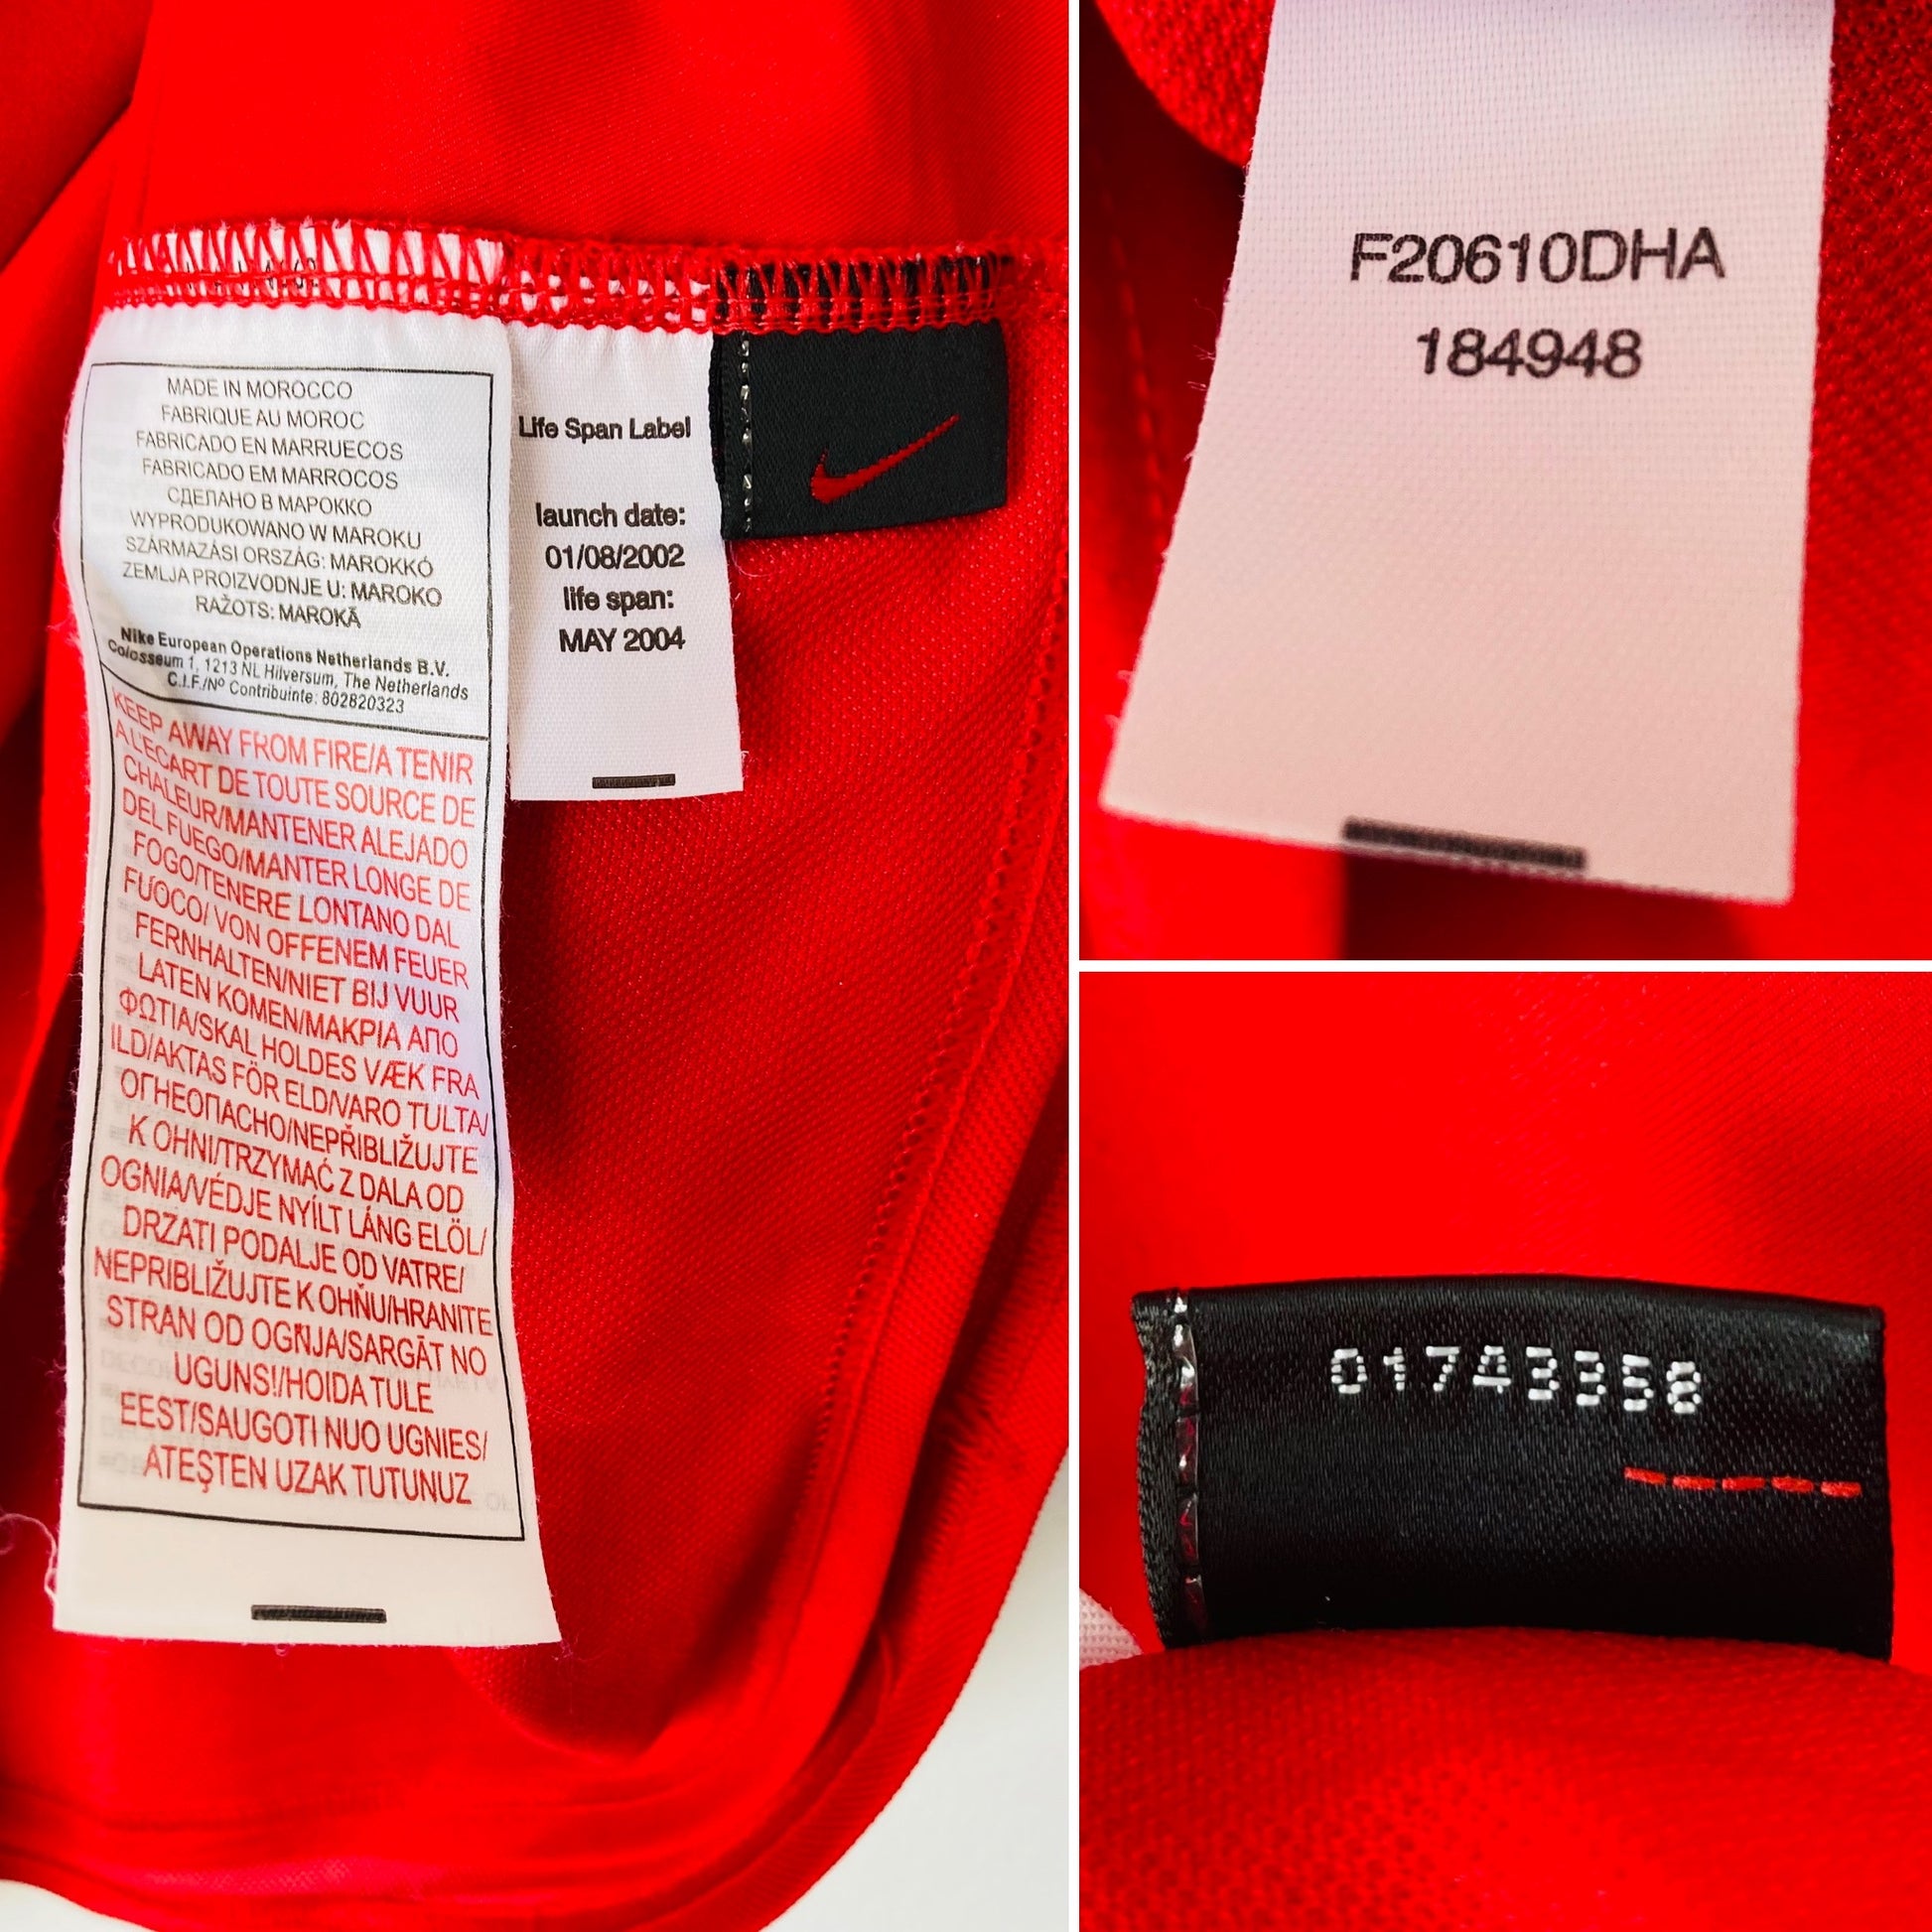 MADE IN MOROCCO
FABRIQUE AU MOROC
FABRICADO EN MARRUECOS
FABRICADO EM MARROCOS
СДЕЛАНО В МАРОККО
WYPRODUKOWANO W MAROKU
SZÁRMAZÁSI ORSZÁG: MAROKKÓ
ZEMLJA PROIZVODNJE U: MAROKO
RAŽOTS: MAROKĀ
Nike European Operations Netherlands B.V.
Colosseum 1, 1213 NL Hilversum, The Netherlands
C.I.F./Nº Contribuinte: 802820323
KEEP AWAY FROM FIRE/A TENIR
A L'ECART DE TOUTE SOURCE DE
CHALEUR/MANTENER ALEJADO
DEL FUEGO/MANTER LONGE DE
FOGO/TENERE LONTANO DAL
FUOCO/ VON OFFENEM FEUER
FERNHALTEN/NIET BIJ VUUR
LATEN KOMEN/ΜΑΚΡΙΑ ΑΠΟ
ΦΩΤΙΑ/SKAL HOLDES VÆK FRA
ILD/AKTAS FÖR ELD/VARO TULTA/
ОГНЕОПАСНО/NEPŘIBLIŽUJTE
K OHNI/TRZYMAĆ Z DALA OD
OGNIA/VÉDJE NYÍLT LÁNG ELÖL/
DRZATI PODALJE OD VATRE/
NEPRIBLIŽUJTE K OHŇU/HRANITE
STRAN OD OGNJA/SARGĀT NO
UGUNS!/HOIDA TULE
EEST/SAUGOTI NUO UGNIES/
ATEŞTEN UZAK TUTUNUZ
Life Span Label
launch date:
01/08/2002
life span:
MAY 2004
F20610DHA
184948
01743358